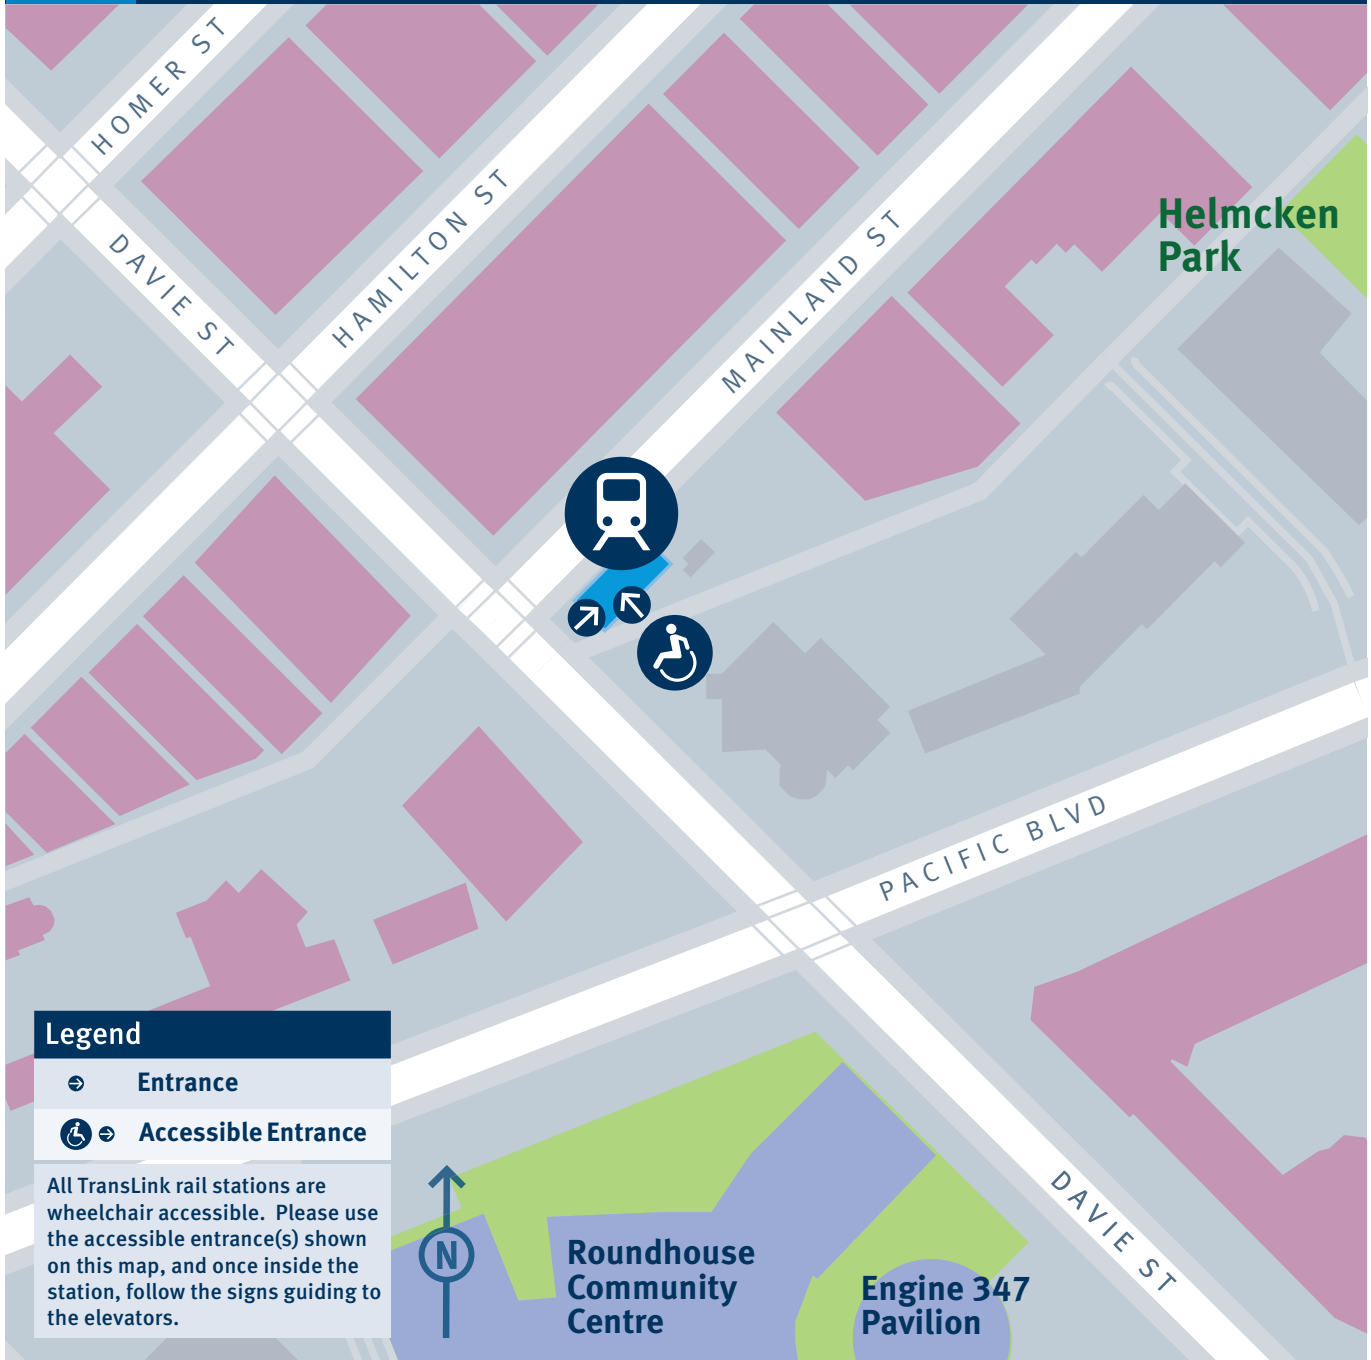 HOMER ST
DAVIE ST
HAMILTON ST
MAINLAND ST
Helmcken
Park
PACIFIC BLVD
Legend
Entrance
Accessible Entrance
All TransLink rail stations are
wheelchair accessible. Please use
the accessible entrance(s) shown
on this map, and once inside the
station, follow the signs guiding to
the elevators.
N
Roundhouse
Community
Centre
Engine 347
Pavilion
DAVIE ST